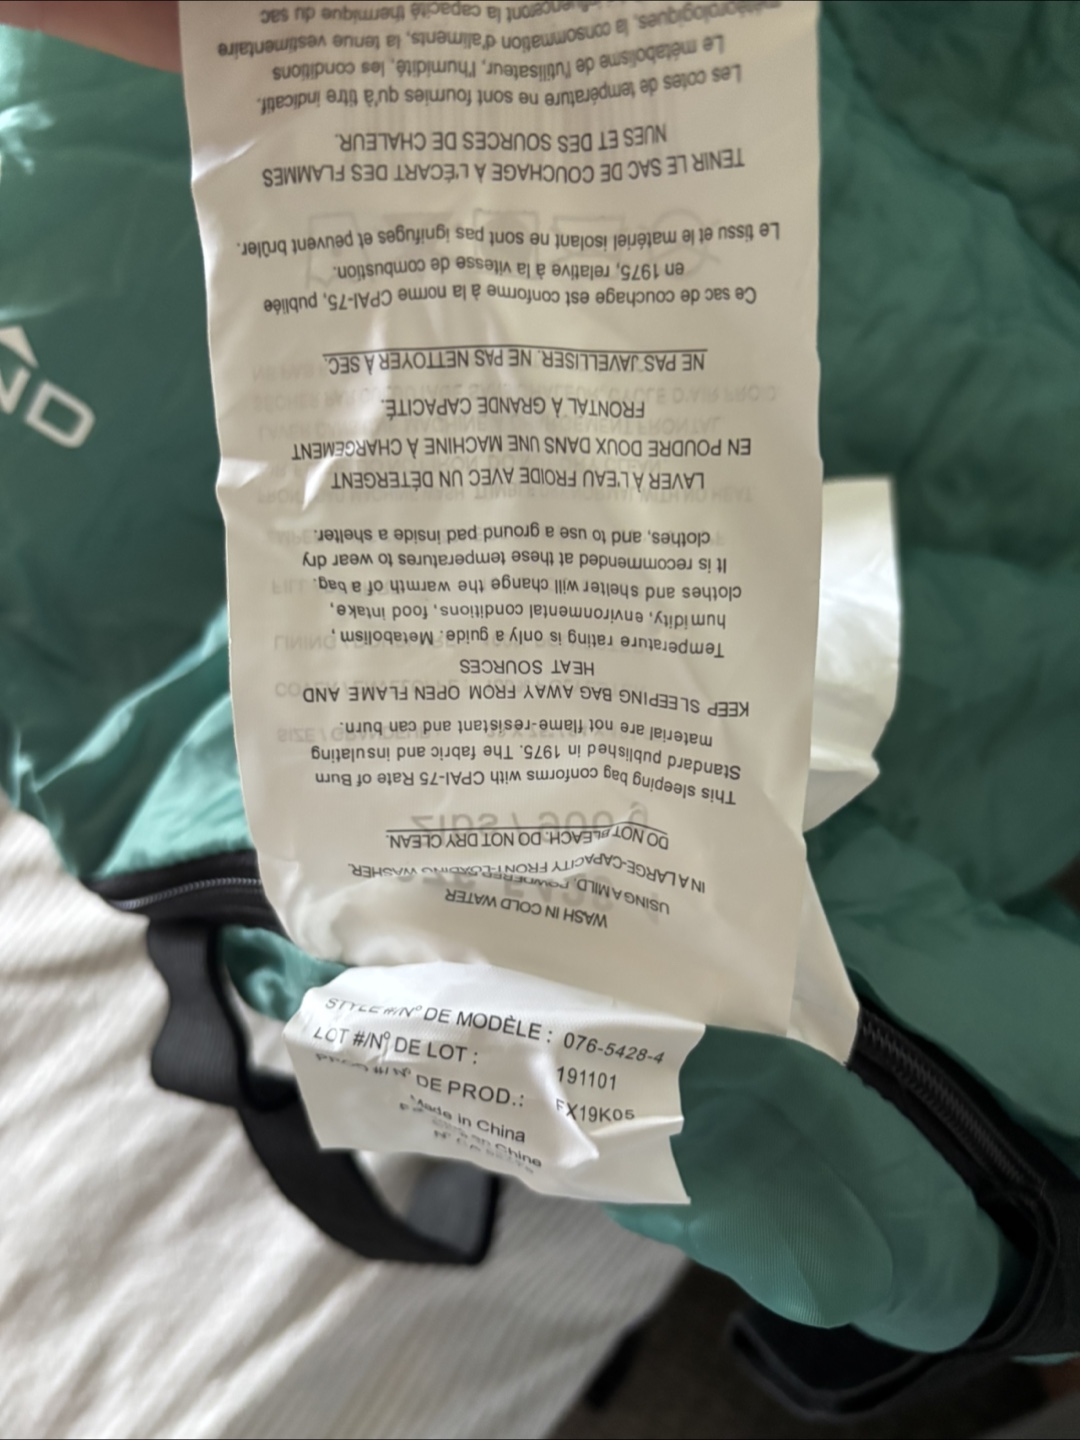 WASH IN COLD WATER
USING A MILD, POWDERED
IN A LARGE-CAPACITY FRONT-LOADING WASHER
DO NOT BLEACH. DO NOT DRY CLEAN.
This sleeping bag conforms with CPAI-75 Rate of Burn
Standard published in 1975. The fabric and insulating
material are not flame-resistant and can burn.
KEEP SLEEPING BAG AWAY FROM OPEN FLAME AND
HEAT SOURCES
Temperature rating is only a guide. Metabolism,
humidity, environmental conditions, food intake,
clothes and shelter will change the warmth of a bag.
It is recommended at these temperatures to wear dry
clothes, and to use a ground pad inside a shelter.
LAVER À L'EAU FROIDE AVEC UN DÉTERGENT
EN POUDRE DOUX DANS UNE MACHINE À CHARGEMENT
FRONTAL À GRANDE CAPACITÉ.
NE PAS JAVELLISER. NE PAS NETTOYER À SEC.
Ce sac de couchage est conforme à la norme CPAI-75, publiée
en 1975, relative à la vitesse de combustion.
Le tissu et le matériel isolant ne sont pas ignifuges et peuvent brûler.
TENIR LE SAC DE COUCHAGE À L'ÉCART DES FLAMMES
NUES ET DES SOURCES DE CHALEUR.
Les cotes de température ne sont fournies qu'à titre indicatif.
Le métabolisme de l'utilisateur, l'humidité, les conditions
météorologiques, la consommation d'aliments, la tenue vestimentaire
influenceront la capacité thermique du sac
STYLE #/N° DE MODÈLE : 076-5428-4
LOT #/N° DE LOT : 191101
PROD #/N° DE PROD.: FX19K05
Made in China
en Chine
ND